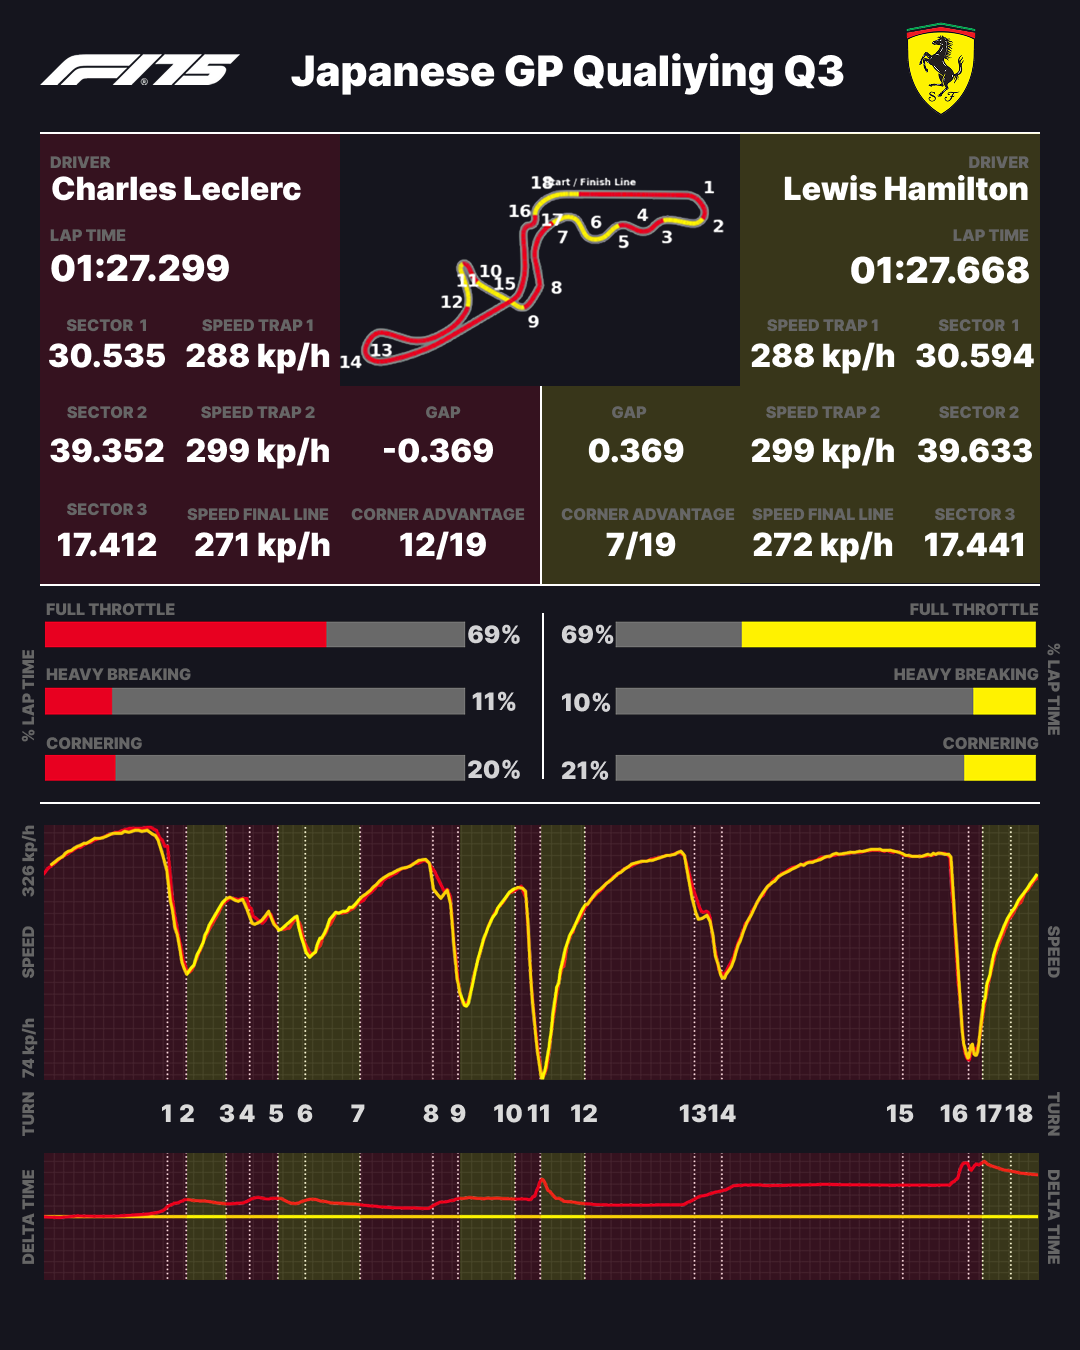 F1 75
Japanese GP Qualiying Q3
S F
DRIVER
Charles Leclerc
LAP TIME
01:27.299
SECTOR 1
SPEED TRAP 1
30.535
288 kp/h
SECTOR 2
SPEED TRAP 2
GAP
39.352
299 kp/h
-0.369
SECTOR 3
SPEED FINAL LINE
CORNER ADVANTAGE
17.412
271 kp/h
12/19
18
Start / Finish Line
1
16
17
6
4
2
7
5
3
10
11
15
8
12
9
13
14
DRIVER
Lewis Hamilton
LAP TIME
01:27.668
SPEED TRAP 1
SECTOR 1
288 kp/h
30.594
GAP
SPEED TRAP 2
SECTOR 2
0.369
299 kp/h
39.633
CORNER ADVANTAGE
SPEED FINAL LINE
SECTOR 3
7/19
272 kp/h
17.441
% LAP TIME
FULL THROTTLE
69%
HEAVY BREAKING
11%
CORNERING
20%
FULL THROTTLE
69%
HEAVY BREAKING
10%
CORNERING
21%
% LAP TIME
326 kp/h
SPEED
74 kp/h
SPEED
TURN
1 2 3 4 5 6 7 8 9 10 11 12 13 14 15 16 17 18
TURN
DELTA TIME
DELTA TIME